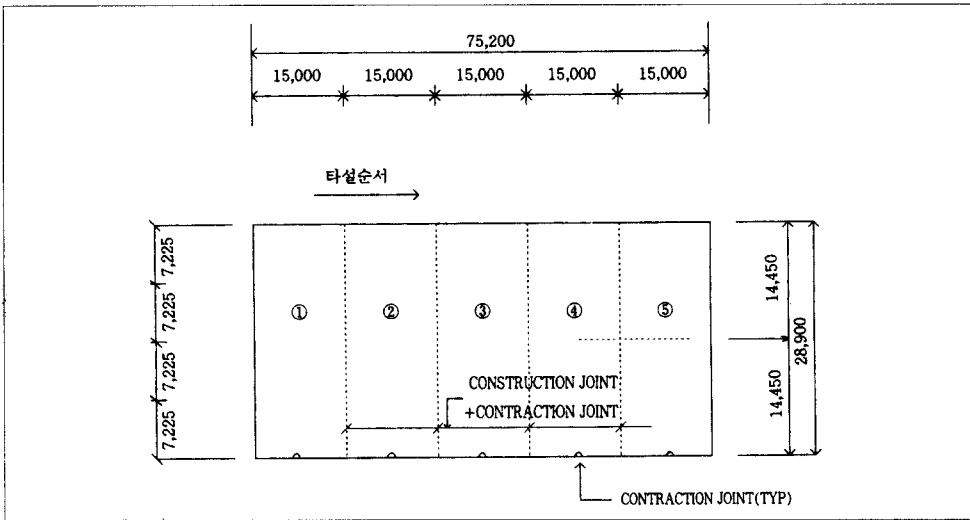 75,200
15,000 15,000 15,000 15,000 15,000
타설순서
7,225
7,225
7,225
7,225
① ② ③ ④ ⑤
14,450
14,450
28,900
CONSTRUCTION JOINT
+CONTRACTION JOINT
CONTRACTION JOINT(TYP)